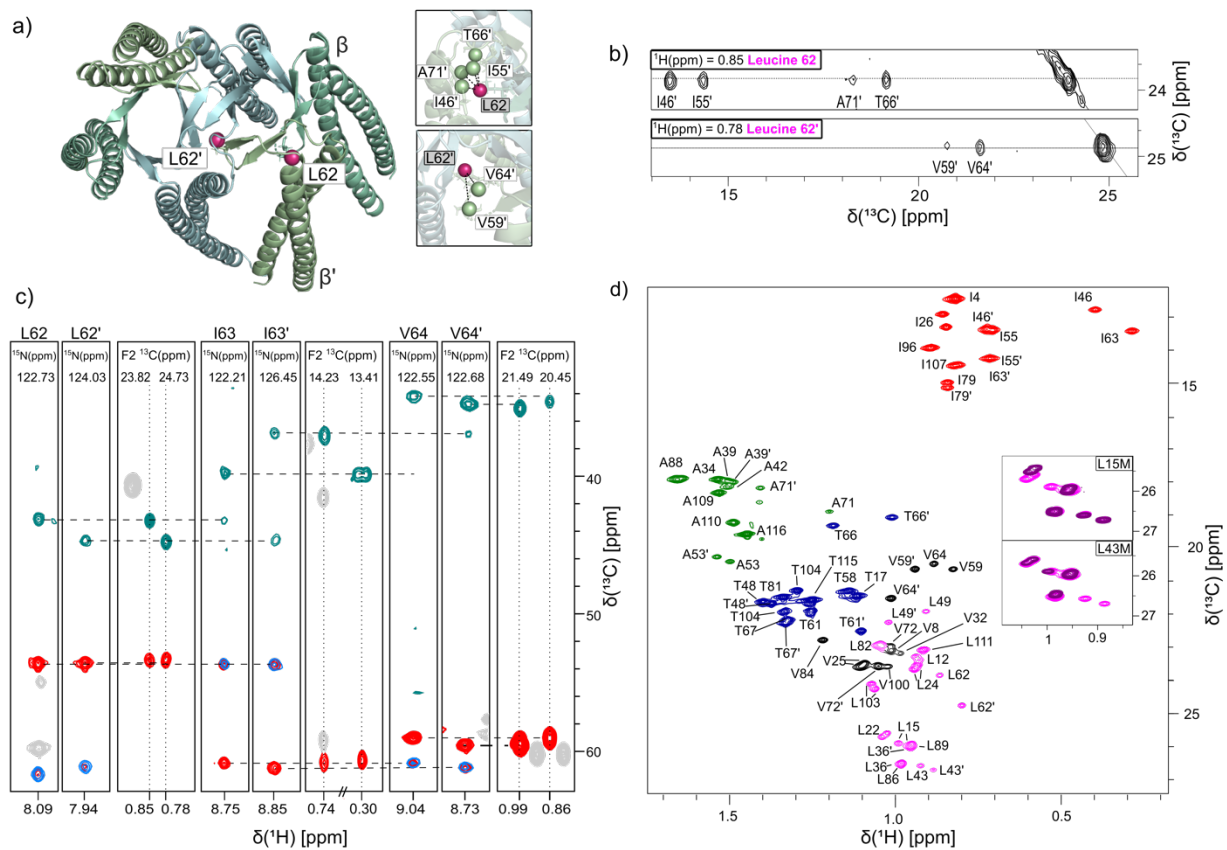 a)
β
β'
L62'
L62
T66'
A71'
I55'
I46'
L62
L62'
V64'
V59'
b)
¹H(ppm) = 0.85 Leucine 62
I46'
I55'
A71'
T66'
24
¹H(ppm) = 0.78 Leucine 62'
V59'
V64'
25
δ(¹³C) [ppm]
15
20
25
δ(¹³C) [ppm]
c)
L62
L62'
I63
I63'
V64
V64'
¹⁵N(ppm)
¹⁵N(ppm)
F2 ¹³C(ppm)
¹⁵N(ppm)
¹⁵N(ppm)
F2 ¹³C(ppm)
¹⁵N(ppm)
¹⁵N(ppm)
F2 ¹³C(ppm)
122.73
124.03
23.82 24.73
122.21
126.45
14.23 13.41
122.55
122.68
21.49 20.45
40
50
60
δ(¹³C) [ppm]
8.09
7.94
0.85 0.78
8.75
8.85
0.74
//
0.30
9.04
8.73
0.99 0.86
δ(¹H) [ppm]
d)
I4
I46
I26
I46'
I55
I63
I96
I107
I55'
I63'
I79
I79'
15
A39
A39'
A88
A34
A42
A71'
A109
A71
T66'
A110
A116
T66
A53'
A53
T104
T115
T58
V59'
V64
V59
T48
T81
T17
T48'
V64'
T104
T61
T61'
L49'
L49
T67
V72
V8
V32
T67'
L82
L111
V84
L12
V25
V100
L24
L62
V72'
L103
L62'
L22
L15
L36'
L89
L36
L86
L43
L43'
L15M
26
27
L43M
26
27
1
0.9
20
25
δ(¹³C) [ppm]
1.5
1.0
0.5
δ(¹H) [ppm]